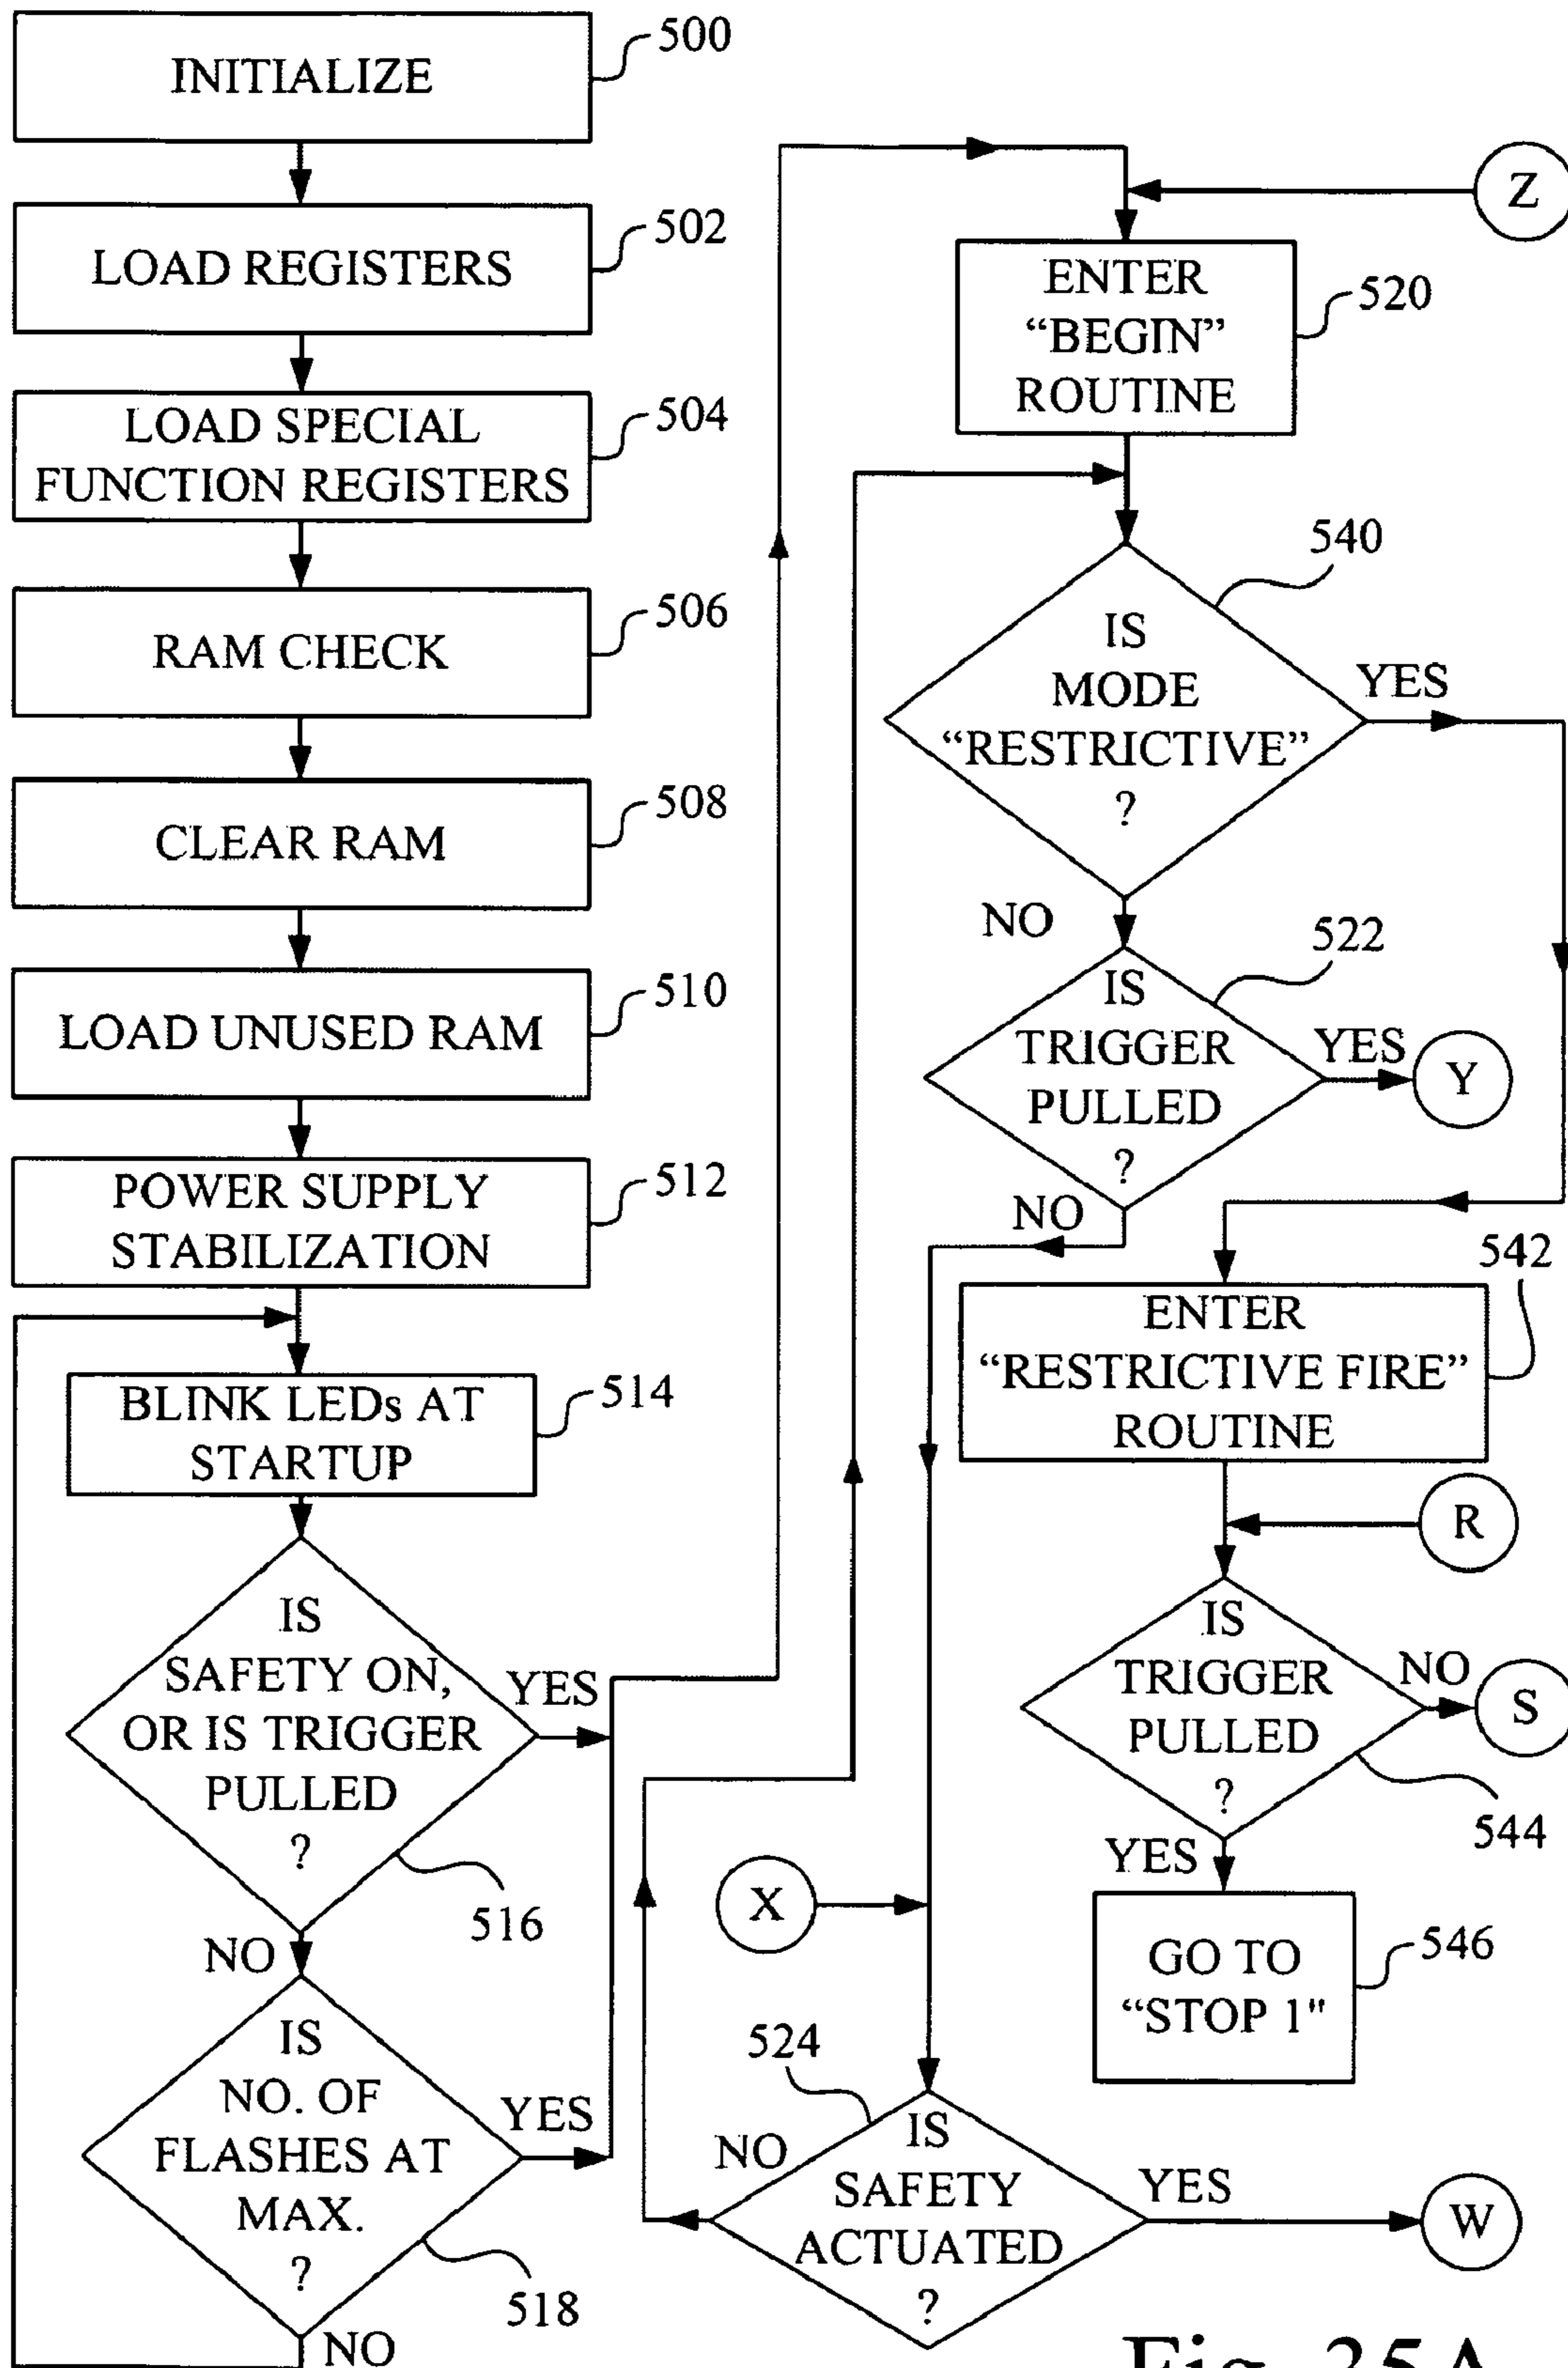 INITIALIZE
500
LOAD REGISTERS
502
LOAD SPECIAL
FUNCTION REGISTERS
504
RAM CHECK
506
CLEAR RAM
508
LOAD UNUSED RAM
510
POWER SUPPLY
STABILIZATION
512
BLINK LEDs AT
STARTUP
514
IS
SAFETY ON,
OR IS TRIGGER
PULLED
?
YES
516
NO
IS
NO. OF
FLASHES AT
MAX.
?
YES
518
NO
Z
ENTER
“BEGIN”
ROUTINE
520
540
IS
MODE
“RESTRICTIVE”
?
YES
NO
522
IS
TRIGGER
PULLED
?
YES
Y
NO
542
ENTER
“RESTRICTIVE FIRE”
ROUTINE
R
IS
TRIGGER
PULLED
?
NO
S
544
YES
GO TO
“STOP 1"
546
X
524
IS
SAFETY
ACTUATED
?
NO
YES
W
Fig. 35A